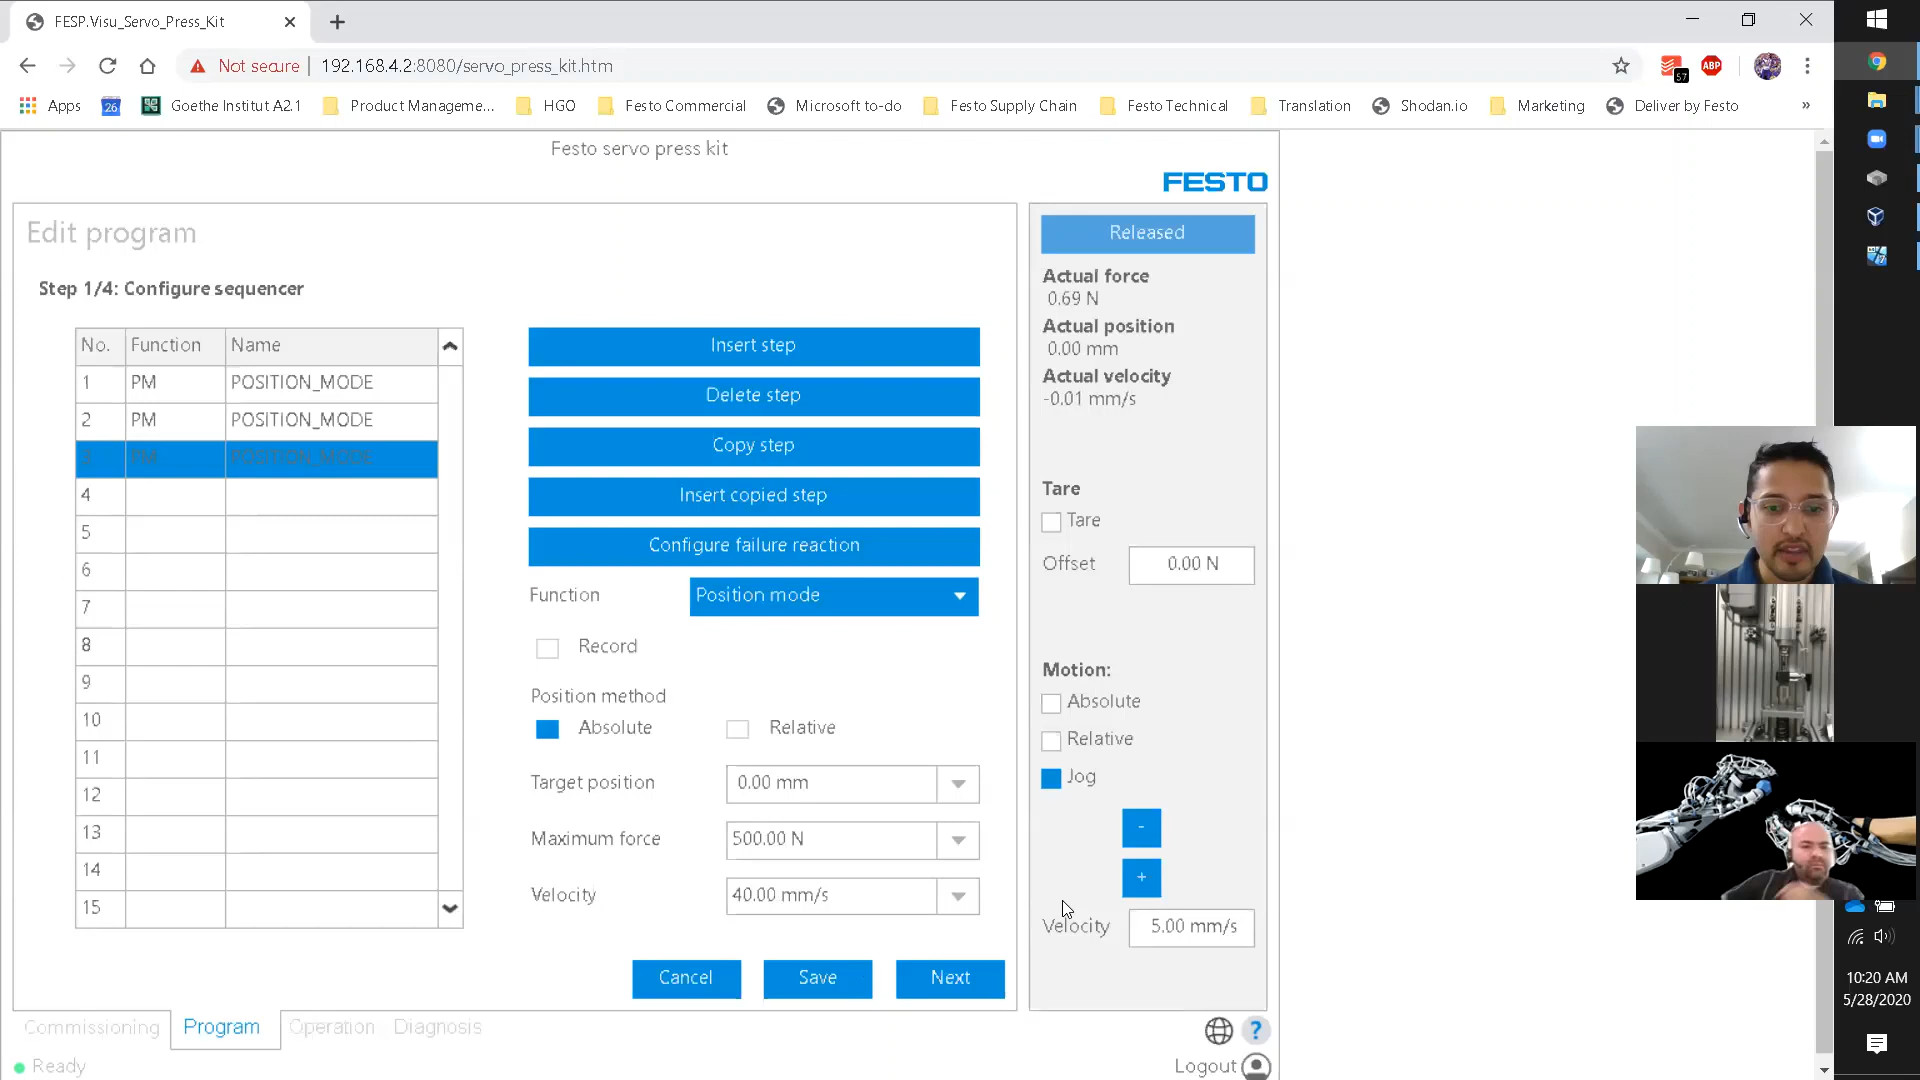 FESP.Visu_Servo_Press_Kit
Not secure | 192.168.4.2:8080/servo_press_kit.htm
57
ABP
Apps
26
Goethe Institut A2.1
Product Manageme...
HGO
Festo Commercial
Microsoft to-do
Festo Supply Chain
Festo Technical
Translation
Shodan.io
Marketing
Deliver by Festo
»
Festo servo press kit
FESTO
Edit program
Step 1/4: Configure sequencer
No. Function Name
1 PM POSITION_MODE
2 PM POSITION_MODE
3 PM POSITION_MODE
4
5
6
7
8
9
10
11
12
13
14
15
Insert step
Delete step
Copy step
Insert copied step
Configure failure reaction
Function Position mode
Record
Position method
Absolute Relative
Target position 0.00 mm
Maximum force 500.00 N
Velocity 40.00 mm/s
Cancel Save Next
Released
Actual force
0.69 N
Actual position
0.00 mm
Actual velocity
-0.01 mm/s
Tare
Tare
Offset 0.00 N
Motion:
Absolute
Relative
Jog
-
+
Velocity 5.00 mm/s
Commissioning Program Operation Diagnosis
?
Ready
Logout
10:20 AM
5/28/2020